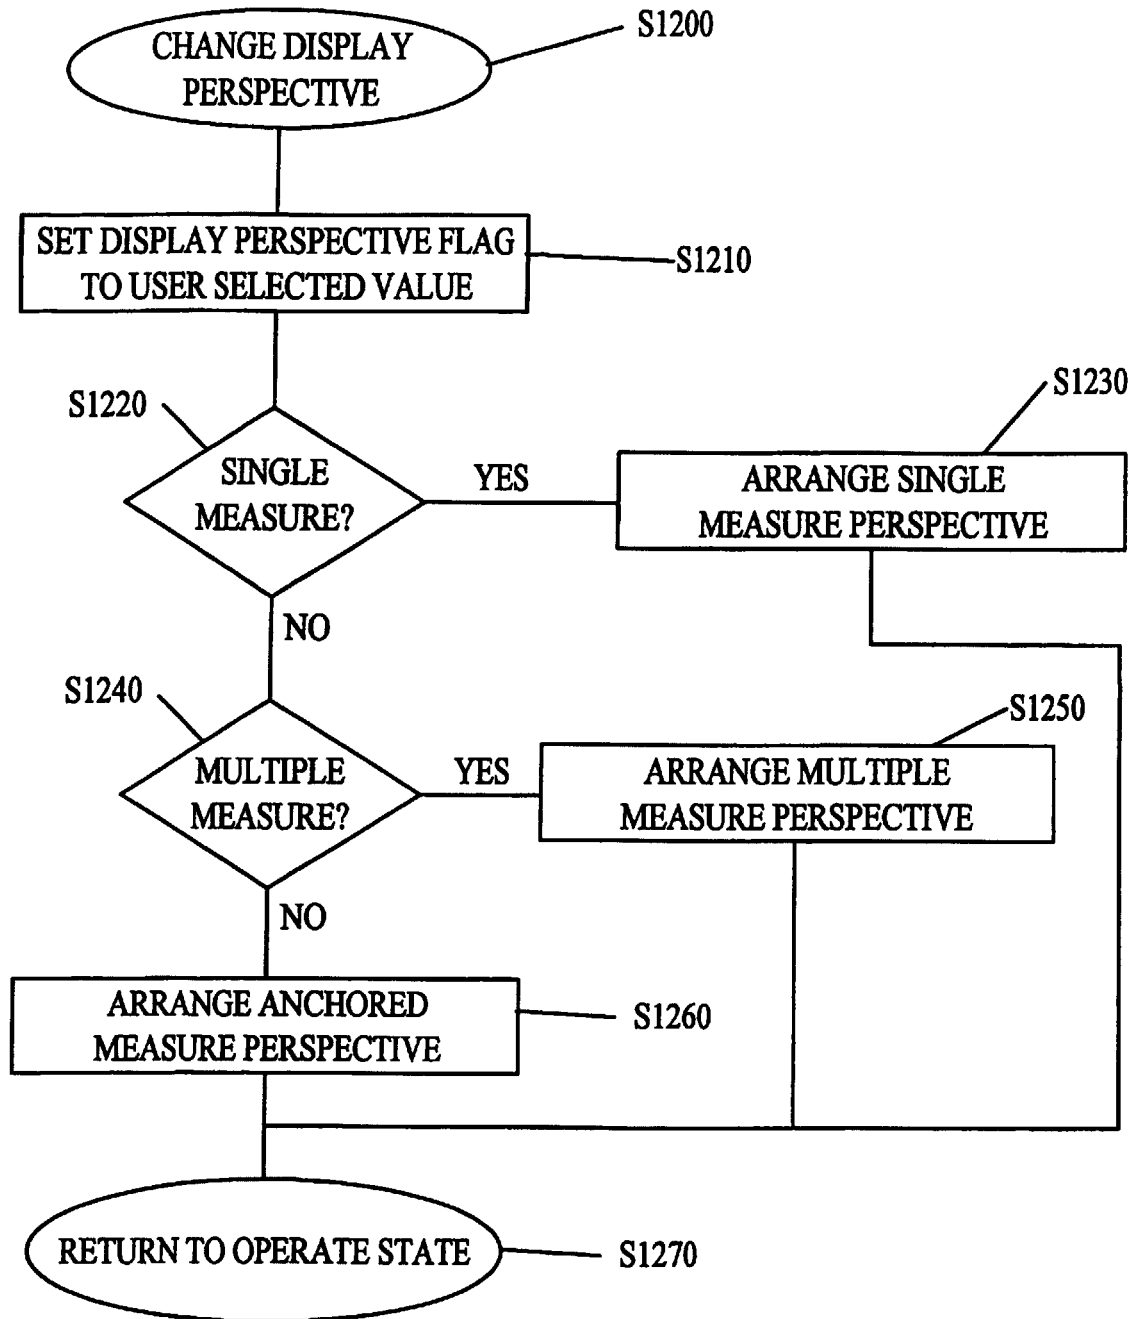 CHANGE DISPLAY
PERSPECTIVE
S1200
SET DISPLAY PERSPECTIVE FLAG
TO USER SELECTED VALUE
S1210
S1220
SINGLE
MEASURE?
YES
S1230
ARRANGE SINGLE
MEASURE PERSPECTIVE
NO
S1240
MULTIPLE
MEASURE?
YES
S1250
ARRANGE MULTIPLE
MEASURE PERSPECTIVE
NO
ARRANGE ANCHORED
MEASURE PERSPECTIVE
S1260
RETURN TO OPERATE STATE
S1270